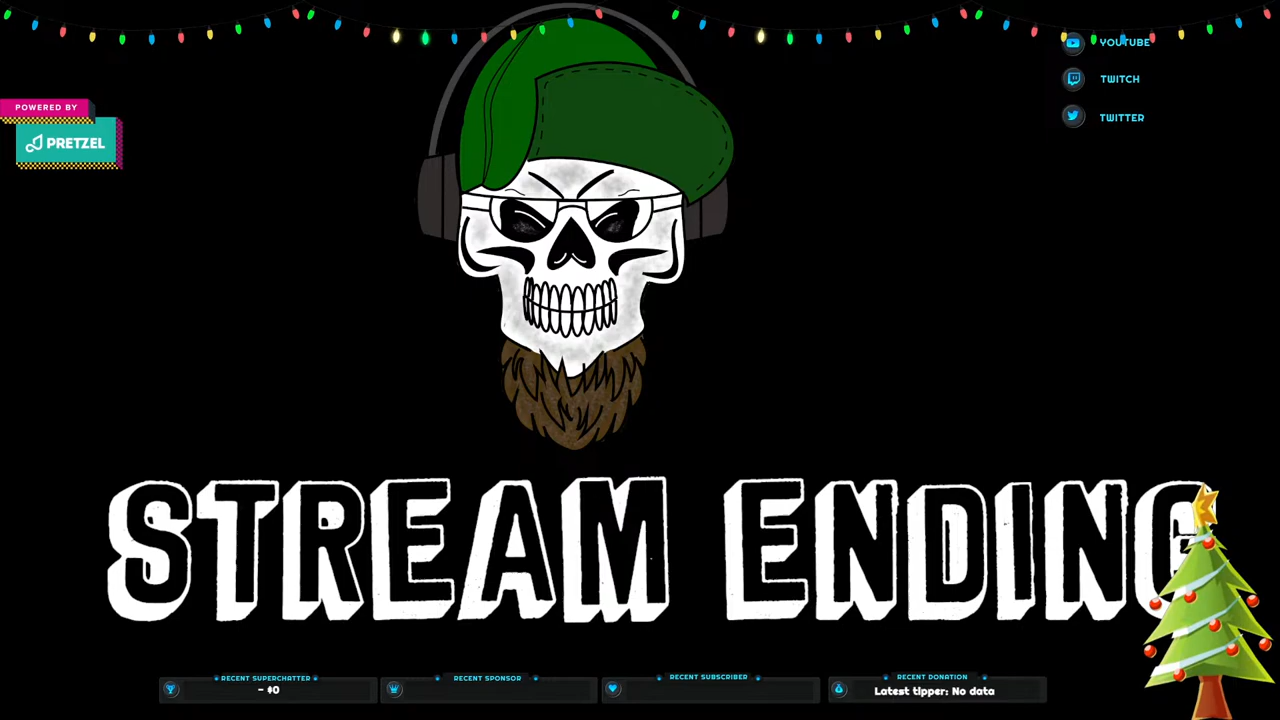 YOUTUBE
TWITCH
TWITTER
POWERED BY
PRETZEL
STREAM ENDING
RECENT SUPERCHATTER
- $0
RECENT SPONSOR
RECENT SUBSCRIBER
RECENT DONATION
Latest tipper: No data